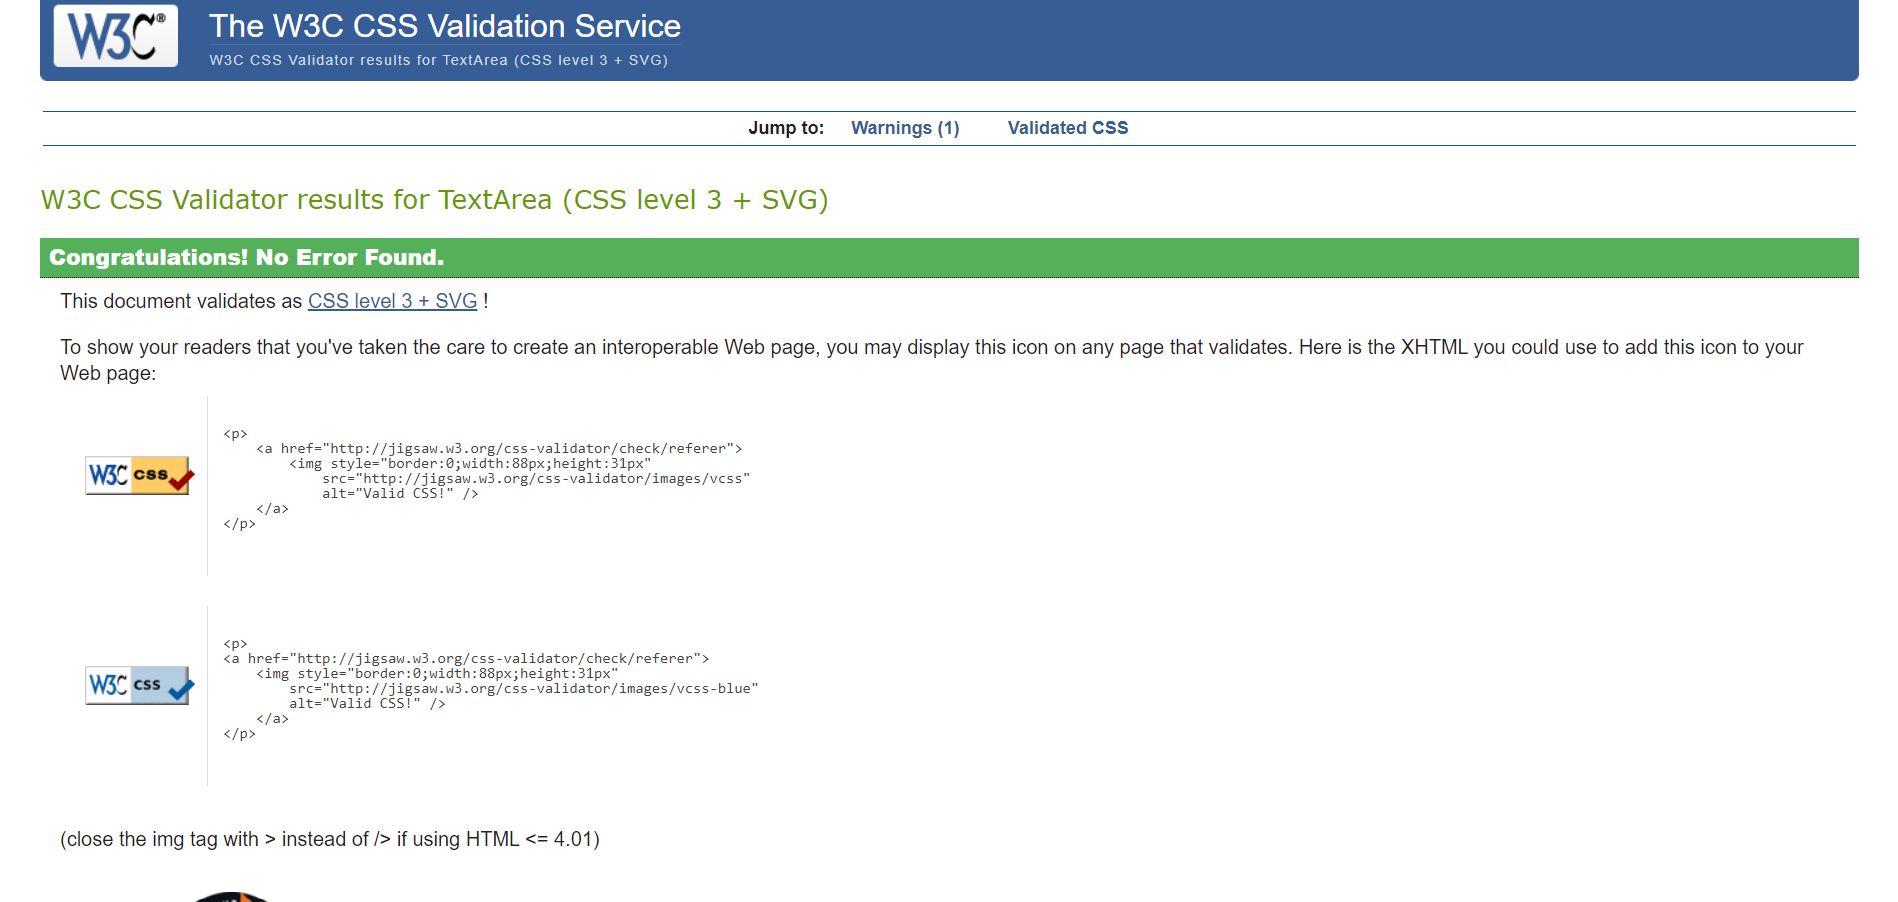 W3C®
The W3C CSS Validation Service
W3C CSS Validator results for TextArea (CSS level 3 + SVG)
Jump to: Warnings (1) Validated CSS
W3C CSS Validator results for TextArea (CSS level 3 + SVG)
Congratulations! No Error Found.
This document validates as CSS level 3 + SVG !
To show your readers that you've taken the care to create an interoperable Web page, you may display this icon on any page that validates. Here is the XHTML you could use to add this icon to your
Web page:
W3C css
<p>
    <a href="http://jigsaw.w3.org/css-validator/check/referer">
        <img style="border:0;width:88px;height:31px"
            src="http://jigsaw.w3.org/css-validator/images/vcss"
            alt="Valid CSS!" />
    </a>
</p>
W3C css
<p>
<a href="http://jigsaw.w3.org/css-validator/check/referer">
    <img style="border:0;width:88px;height:31px"
        src="http://jigsaw.w3.org/css-validator/images/vcss-blue"
        alt="Valid CSS!" />
    </a>
</p>
(close the img tag with > instead of /> if using HTML <= 4.01)